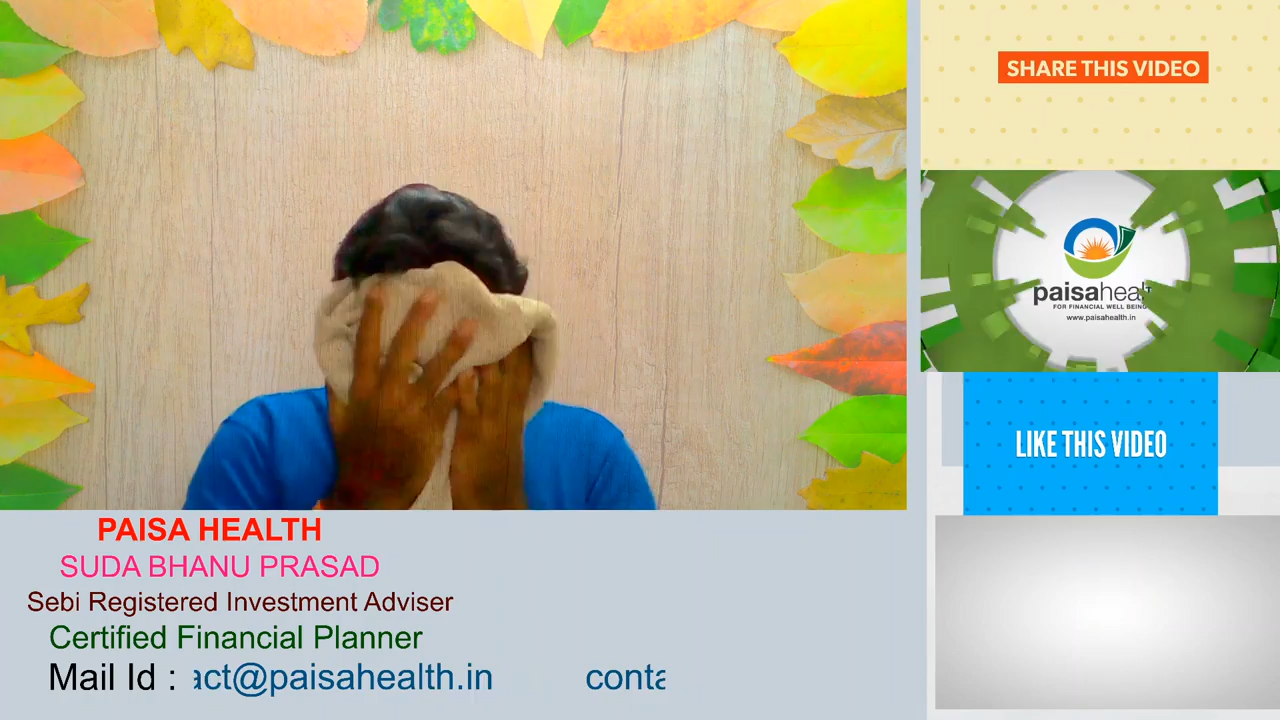 SHARE THIS VIDEO
paisaheal
FOR FINANCIAL WELL BEING
www.paisahealth.in
LIKE THIS VIDEO
PAISA HEALTH
SUDA BHANU PRASAD
Sebi Registered Investment Adviser
Certified Financial Planner
Mail Id : act@paisahealth.in conta